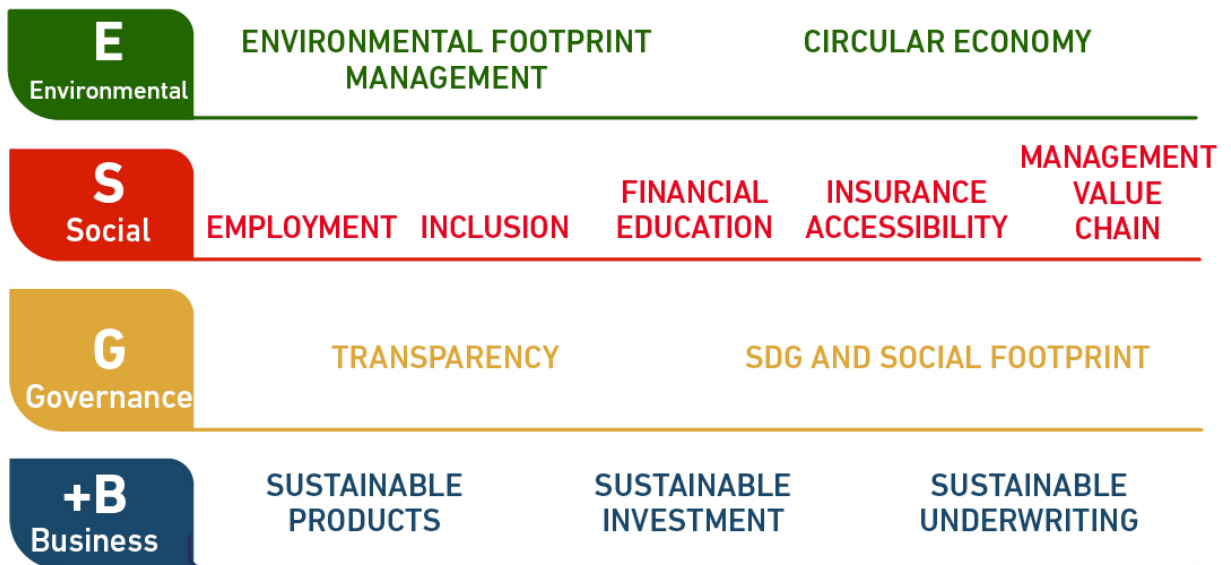 E
Environmental
ENVIRONMENTAL FOOTPRINT
MANAGEMENT
CIRCULAR ECONOMY
S
Social
EMPLOYMENT
INCLUSION
FINANCIAL
EDUCATION
INSURANCE
ACCESSIBILITY
MANAGEMENT
VALUE
CHAIN
G
Governance
TRANSPARENCY
SDG AND SOCIAL FOOTPRINT
+B
Business
SUSTAINABLE
PRODUCTS
SUSTAINABLE
INVESTMENT
SUSTAINABLE
UNDERWRITING